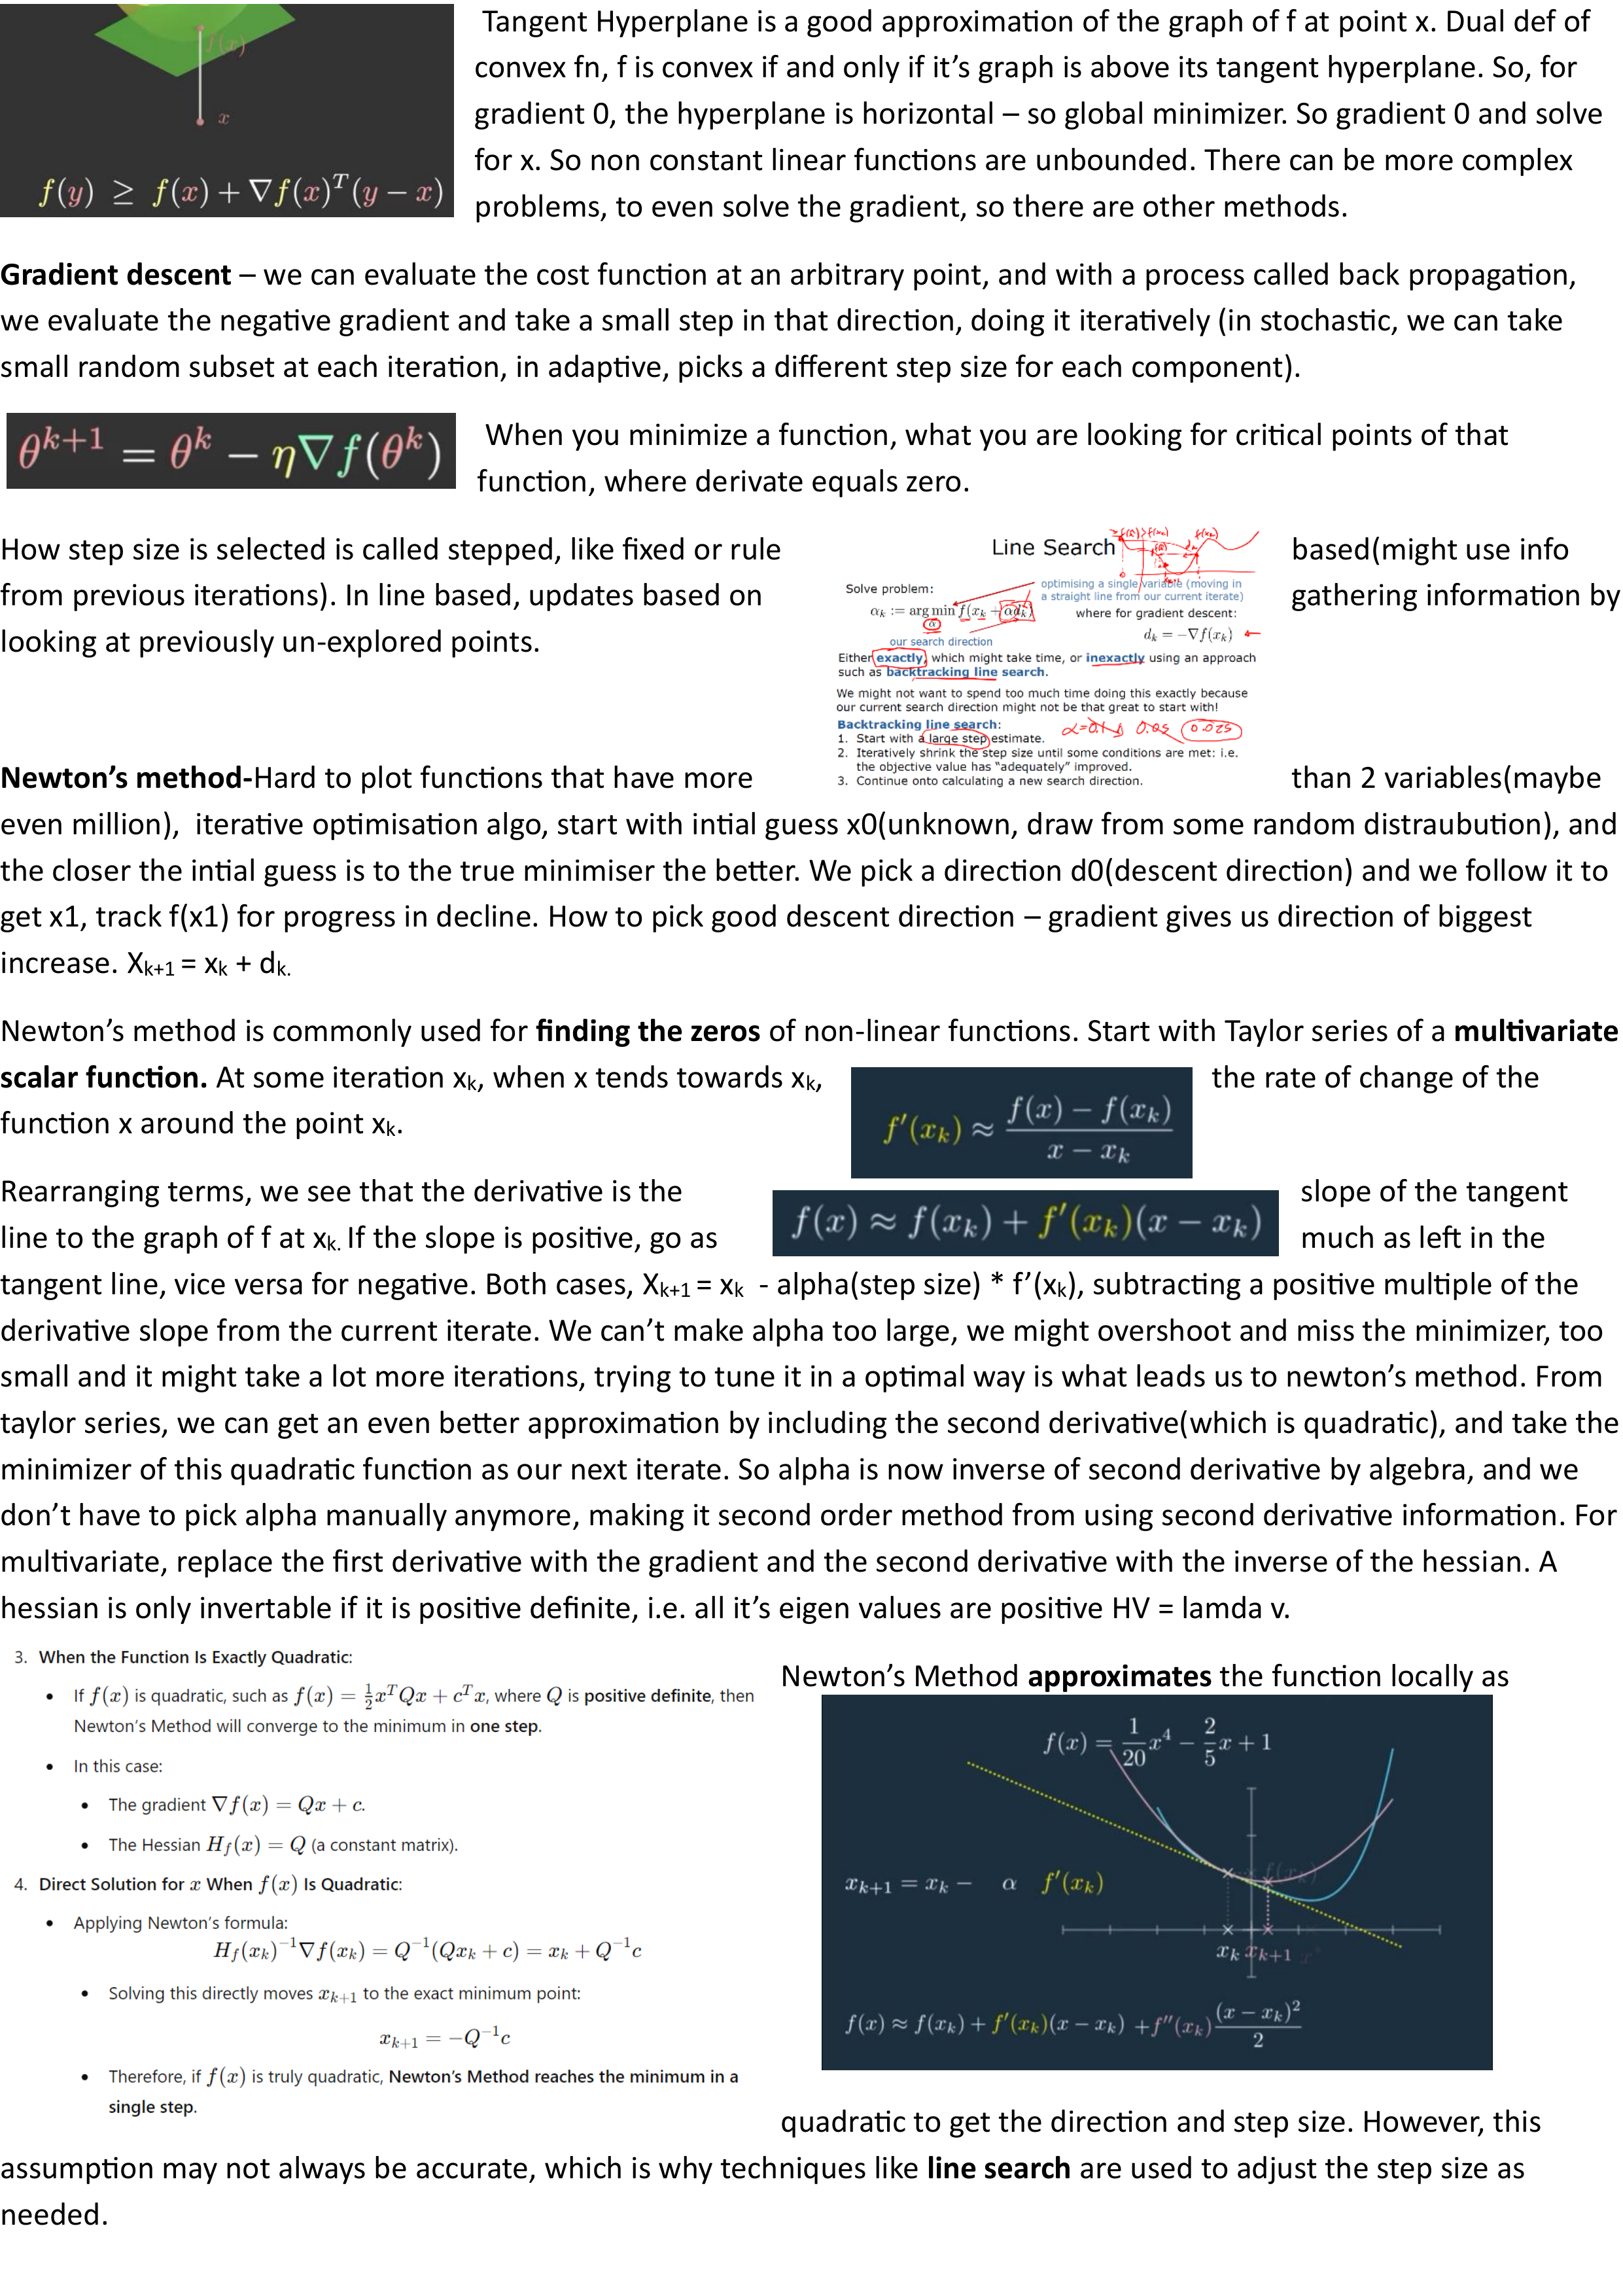 Tangent Hyperplane is a good approximation of the graph of f at point x. Dual def of
convex fn, f is convex if and only if it’s graph is above its tangent hyperplane. So, for
gradient 0, the hyperplane is horizontal – so global minimizer. So gradient 0 and solve
for x. So non constant linear functions are unbounded. There can be more complex
problems, to even solve the gradient, so there are other methods.
f(x)
x
f(y) ≥ f(x) + ∇f(x)^T(y − x)
Gradient descent – we can evaluate the cost function at an arbitrary point, and with a process called back propagation,
we evaluate the negative gradient and take a small step in that direction, doing it iteratively (in stochastic, we can take
small random subset at each iteration, in adaptive, picks a different step size for each component).
θ^{k+1} = θ^k − η∇f(θ^k)
When you minimize a function, what you are looking for critical points of that
function, where derivate equals zero.
How step size is selected is called stepped, like fixed or rule based(might use info
from previous iterations). In line based, updates based on gathering information by
looking at previously un-explored points.
Line Search
f(x_k)
Solve problem:
optimising a single variable (moving in
a straight line from our current iterate)
α_k := arg min f(x_k + αd_k)
α
where for gradient descent:
d_k = −∇f(x_k)
our search direction
Either exactly, which might take time, or inexactly using an approach
such as backtracking line search.
We might not want to spend too much time doing this exactly because
our current search direction might not be that great to start with!
Backtracking line search:
α=0.1 0.05 0.025
1. Start with a large step estimate.
2. Iteratively shrink the step size until some conditions are met: i.e.
the objective value has "adequately" improved.
3. Continue onto calculating a new search direction.
Newton’s method-Hard to plot functions that have more than 2 variables(maybe
even million), iterative optimisation algo, start with intial guess x0(unknown, draw from some random distraubution), and
the closer the intial guess is to the true minimiser the better. We pick a direction d0(descent direction) and we follow it to
get x1, track f(x1) for progress in decline. How to pick good descent direction – gradient gives us direction of biggest
increase. X_{k+1} = x_k + d_k.
Newton’s method is commonly used for finding the zeros of non-linear functions. Start with Taylor series of a multivariate
scalar function. At some iteration x_k, when x tends towards x_k, the rate of change of the
function x around the point x_k.
f′(x_k) ≈ (f(x) − f(x_k)) / (x − x_k)
Rearranging terms, we see that the derivative is the slope of the tangent
f(x) ≈ f(x_k) + f′(x_k)(x − x_k)
line to the graph of f at x_k. If the slope is positive, go as much as left in the
tangent line, vice versa for negative. Both cases, X_{k+1} = x_k - alpha(step size) * f’(x_k), subtracting a positive multiple of the
derivative slope from the current iterate. We can’t make alpha too large, we might overshoot and miss the minimizer, too
small and it might take a lot more iterations, trying to tune it in a optimal way is what leads us to newton’s method. From
taylor series, we can get an even better approximation by including the second derivative(which is quadratic), and take the
minimizer of this quadratic function as our next iterate. So alpha is now inverse of second derivative by algebra, and we
don’t have to pick alpha manually anymore, making it second order method from using second derivative information. For
multivariate, replace the first derivative with the gradient and the second derivative with the inverse of the hessian. A
hessian is only invertable if it is positive definite, i.e. all it’s eigen values are positive HV = lamda v.
3. When the Function Is Exactly Quadratic:
• If f(x) is quadratic, such as f(x) = ½x^TQx + c^Tx, where Q is positive definite, then
Newton’s Method will converge to the minimum in one step.
• In this case:
• The gradient ∇f(x) = Qx + c.
• The Hessian H_f(x) = Q (a constant matrix).
4. Direct Solution for x When f(x) Is Quadratic:
• Applying Newton’s formula:
H_f(x_k)^{−1}∇f(x_k) = Q^{−1}(Qx_k + c) = x_k + Q^{−1}c
• Solving this directly moves x_{k+1} to the exact minimum point:
x_{k+1} = −Q^{−1}c
• Therefore, if f(x) is truly quadratic, Newton’s Method reaches the minimum in a
single step.
Newton’s Method approximates the function locally as
f(x) = 1/20 x^4 − 2/5 x + 1
x_{k+1} = x_k − α f′(x_k)
x_k x_{k+1}
f(x) ≈ f(x_k) + f′(x_k)(x − x_k) + f″(x_k) (x − x_k)^2 / 2
quadratic to get the direction and step size. However, this
assumption may not always be accurate, which is why techniques like line search are used to adjust the step size as
needed.